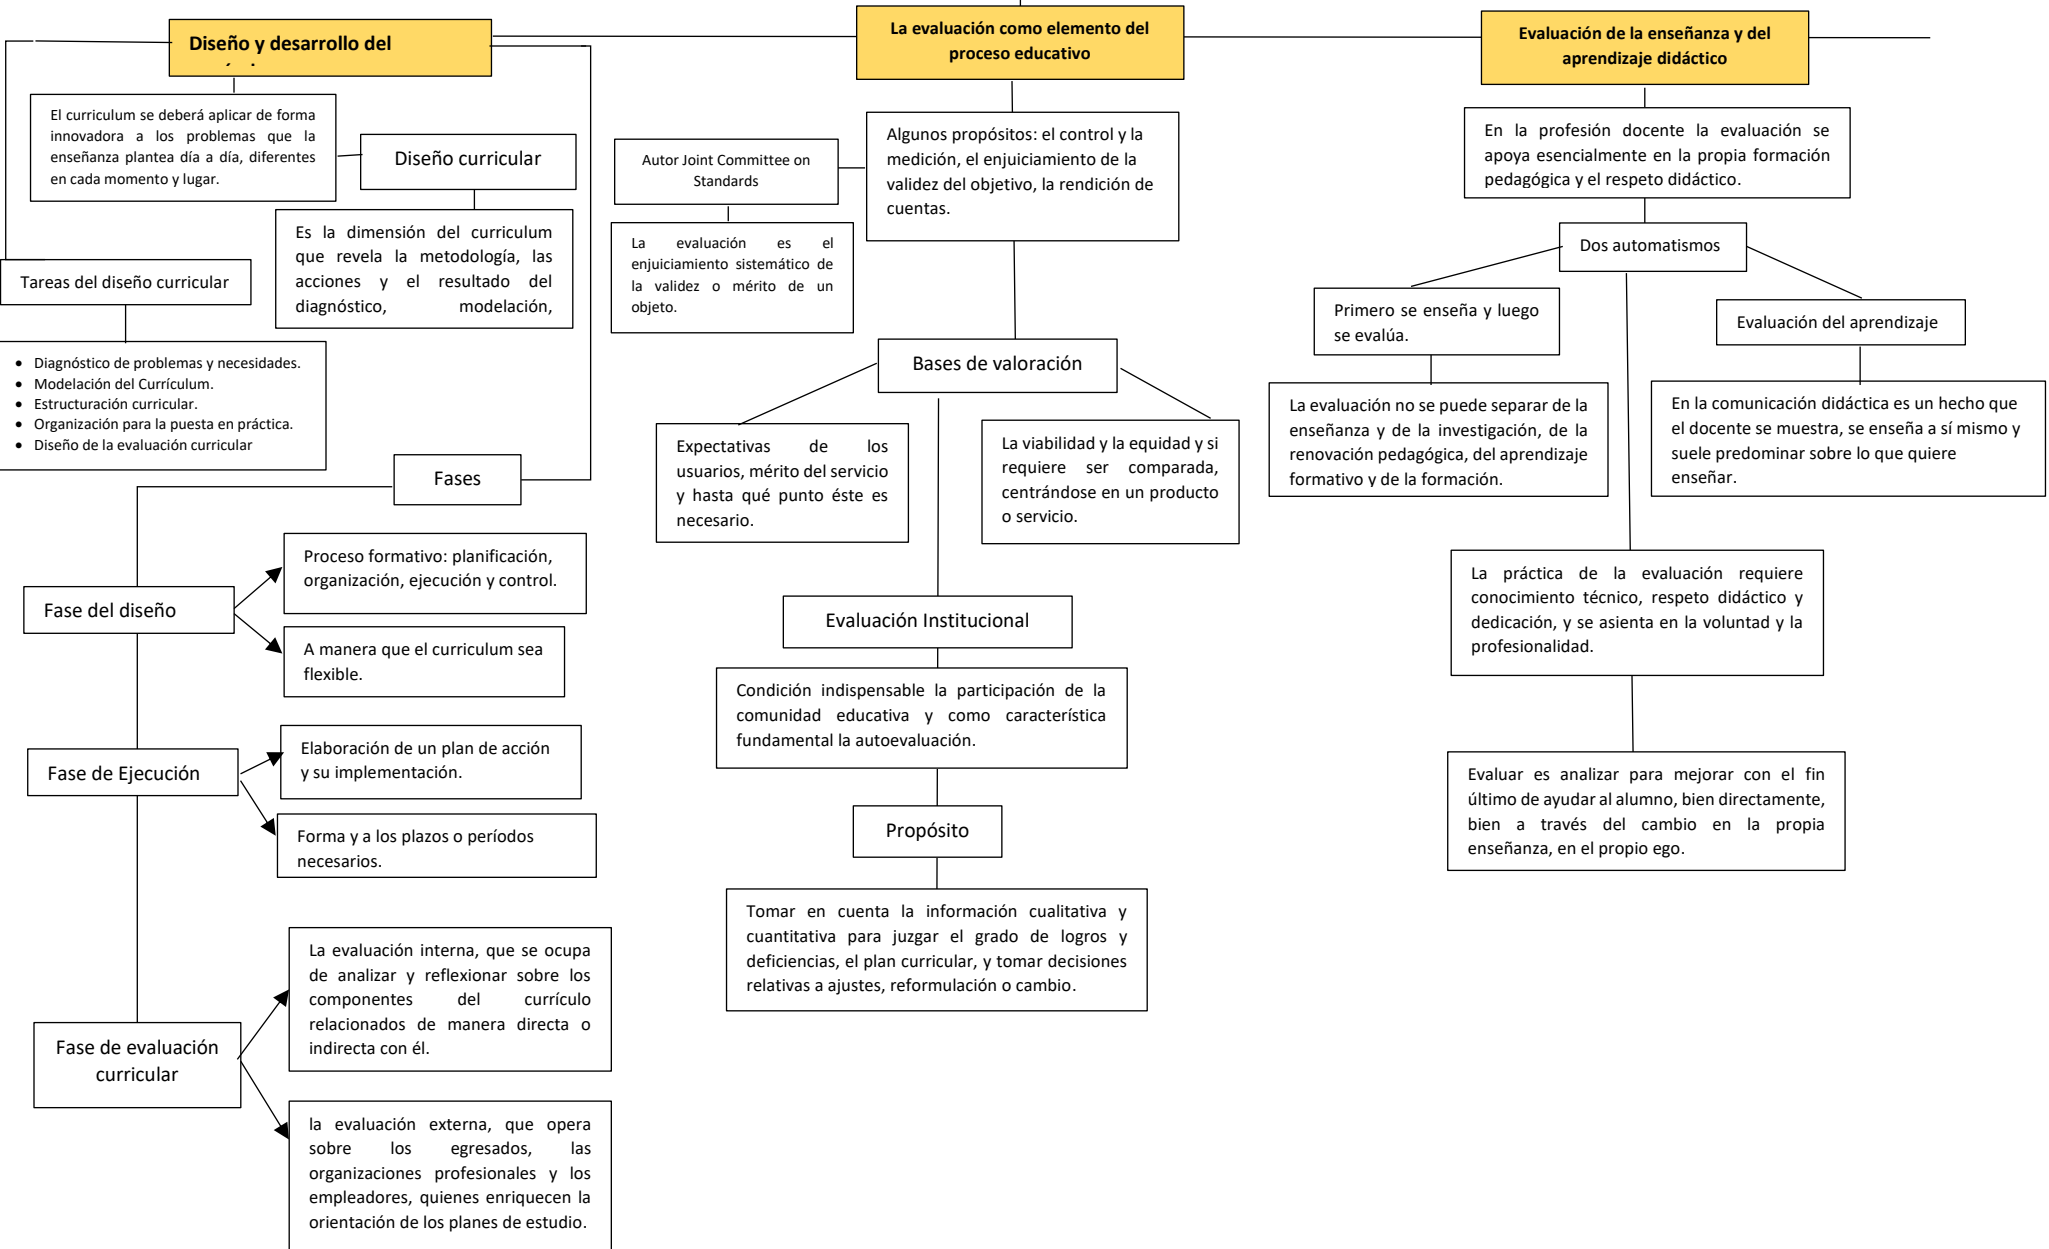 Diseño y desarrollo del
El curriculum se deberá aplicar de forma
innovadora a los problemas que la
enseñanza plantea día a día, diferentes
en cada momento y lugar.
Diseño curricular
Es la dimensión del curriculum
que revela la metodología, las
acciones y el resultado del
diagnóstico, modelación,
Tareas del diseño curricular
• Diagnóstico de problemas y necesidades.
• Modelación del Currículum.
• Estructuración curricular.
• Organización para la puesta en práctica.
• Diseño de la evaluación curricular
Fases
Fase del diseño
Proceso formativo: planificación,
organización, ejecución y control.
A manera que el curriculum sea
flexible.
Fase de Ejecución
Elaboración de un plan de acción
y su implementación.
Forma y a los plazos o períodos
necesarios.
Fase de evaluación
curricular
La evaluación interna, que se ocupa
de analizar y reflexionar sobre los
componentes del currículo
relacionados de manera directa o
indirecta con él.
la evaluación externa, que opera
sobre los egresados, las
organizaciones profesionales y los
empleadores, quienes enriquecen la
orientación de los planes de estudio.
La evaluación como elemento del
proceso educativo
Algunos propósitos: el control y la
medición, el enjuiciamiento de la
validez del objetivo, la rendición de
cuentas.
Autor Joint Committee on
Standards
La evaluación es el
enjuiciamiento sistemático de
la validez o mérito de un
objeto.
Bases de valoración
Expectativas de los
usuarios, mérito del servicio
y hasta qué punto éste es
necesario.
La viabilidad y la equidad y si
requiere ser comparada,
centrándose en un producto
o servicio.
Evaluación Institucional
Condición indispensable la participación de la
comunidad educativa y como característica
fundamental la autoevaluación.
Propósito
Tomar en cuenta la información cualitativa y
cuantitativa para juzgar el grado de logros y
deficiencias, el plan curricular, y tomar decisiones
relativas a ajustes, reformulación o cambio.
Evaluación de la enseñanza y del
aprendizaje didáctico
En la profesión docente la evaluación se
apoya esencialmente en la propia formación
pedagógica y el respeto didáctico.
Dos automatismos
Primero se enseña y luego
se evalúa.
La evaluación no se puede separar de la
enseñanza y de la investigación, de la
renovación pedagógica, del aprendizaje
formativo y de la formación.
Evaluación del aprendizaje
En la comunicación didáctica es un hecho que
el docente se muestra, se enseña a sí mismo y
suele predominar sobre lo que quiere
enseñar.
La práctica de la evaluación requiere
conocimiento técnico, respeto didáctico y
dedicación, y se asienta en la voluntad y la
profesionalidad.
Evaluar es analizar para mejorar con el fin
último de ayudar al alumno, bien directamente,
bien a través del cambio en la propia
enseñanza, en el propio ego.